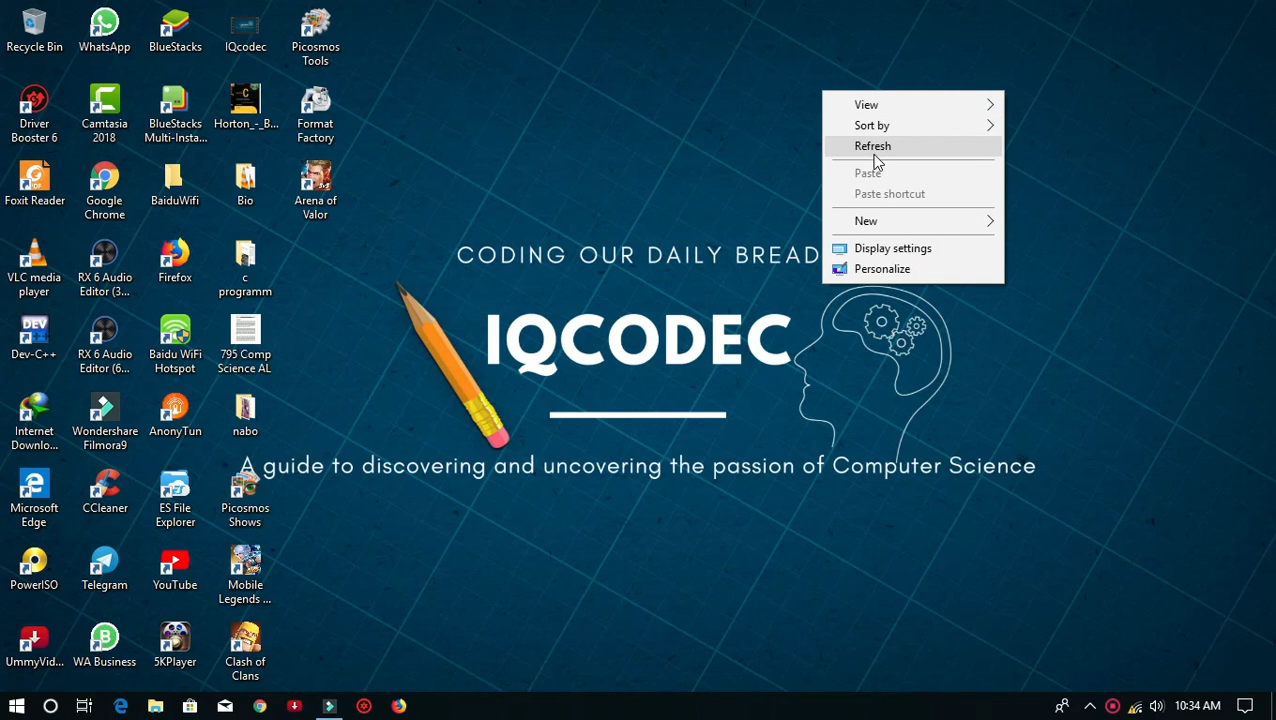 Recycle Bin
WhatsApp
BlueStacks
IQcodec
Picosmos
Tools
Driver
Booster 6
Camtasia
2018
BlueStacks
Multi-Insta...
Horton_-_B...
Format
Factory
Foxit Reader
Google
Chrome
BaiduWifi
Bio
Arena of
Valor
VLC media
player
RX 6 Audio
Editor (3...
Firefox
c
programm
Dev-C++
RX 6 Audio
Editor (6...
Baidu WiFi
Hotspot
795 Comp
Science AL
Internet
Downlo...
Wondershare
Filmora9
AnonyTun
nabo
Microsoft
Edge
CCleaner
ES File
Explorer
Picosmos
Shows
PowerISO
Telegram
YouTube
Mobile
Legends ...
UmmyVid...
WA Business
5KPlayer
Clash of
Clans
View
Sort by
Refresh
Paste
Paste shortcut
New
Display settings
Personalize
CODING OUR DAILY BREAD
IQCODEC
A guide to discovering and uncovering the passion of Computer Science
10:34 AM